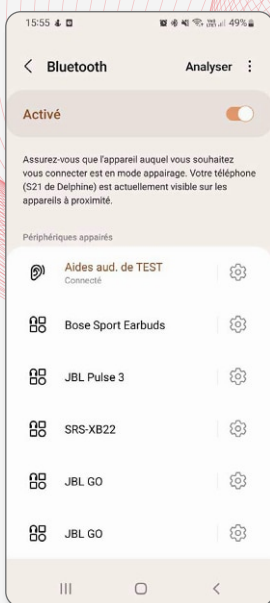 15:55 49%
Bluetooth Analyser
Activé
Assurez-vous que l'appareil auquel vous souhaitez
vous connecter est en mode appairage. Votre téléphone
(S21 de Delphine) est actuellement visible sur les
appareils à proximité.
Périphériques appairés
Aides aud. de TEST
Connecté
Bose Sport Earbuds
JBL Pulse 3
SRS-XB22
JBL GO
JBL GO